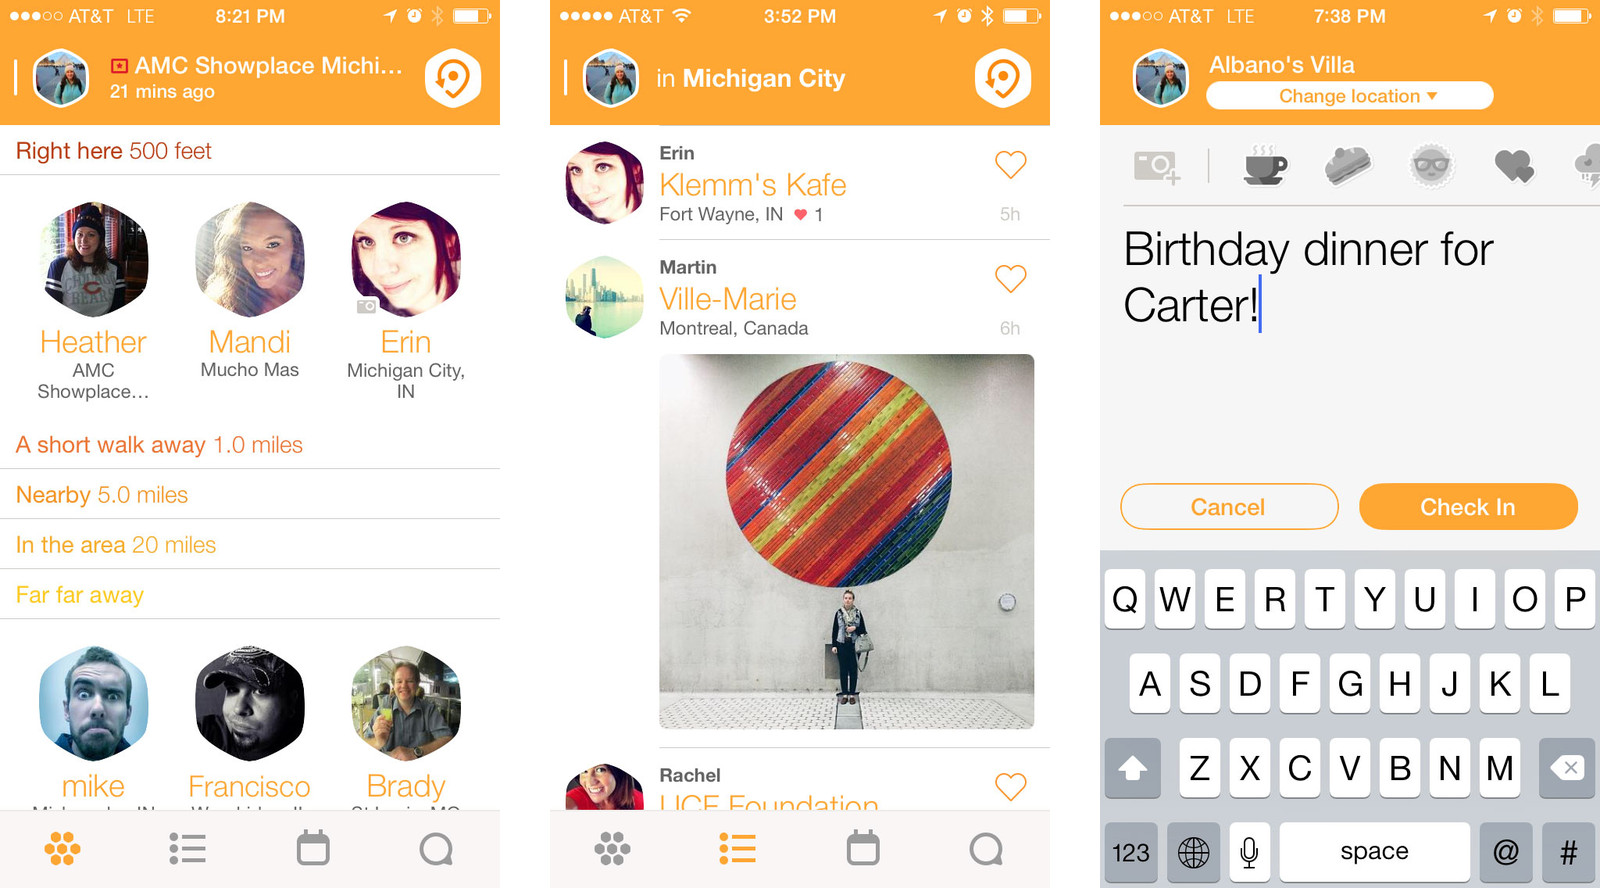 AT&T LTE 8:21 PM
AMC Showplace Michi...
21 mins ago
Right here 500 feet
Heather
AMC
Showplace...
Mandi
Mucho Mas
Erin
Michigan City,
IN
A short walk away 1.0 miles
Nearby 5.0 miles
In the area 20 miles
Far far away
mike
Francisco
Brady
AT&T 3:52 PM
in Michigan City
Erin
Klemm's Kafe
Fort Wayne, IN 1
5h
Martin
Ville-Marie
Montreal, Canada
6h
Rachel
UCF Foundation
AT&T LTE 7:38 PM
Albano's Villa
Change location ▾
Birthday dinner for
Carter!
Cancel
Check In
Q W E R T Y U I O P
A S D F G H J K L
Z X C V B N M
123 space @ #